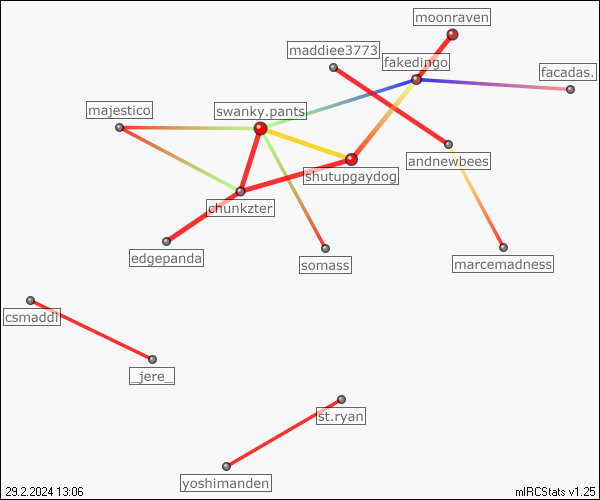 moonraven
maddiee3773
fakedingo
facadas.
majestico
swanky.pants
andnewbees
shutupgaydog
chunkzter
edgepanda
somass
marcemadness
csmaddi
_jere_
st.ryan
yoshimanden
29.2.2024 13:06
mIRCStats v1.25